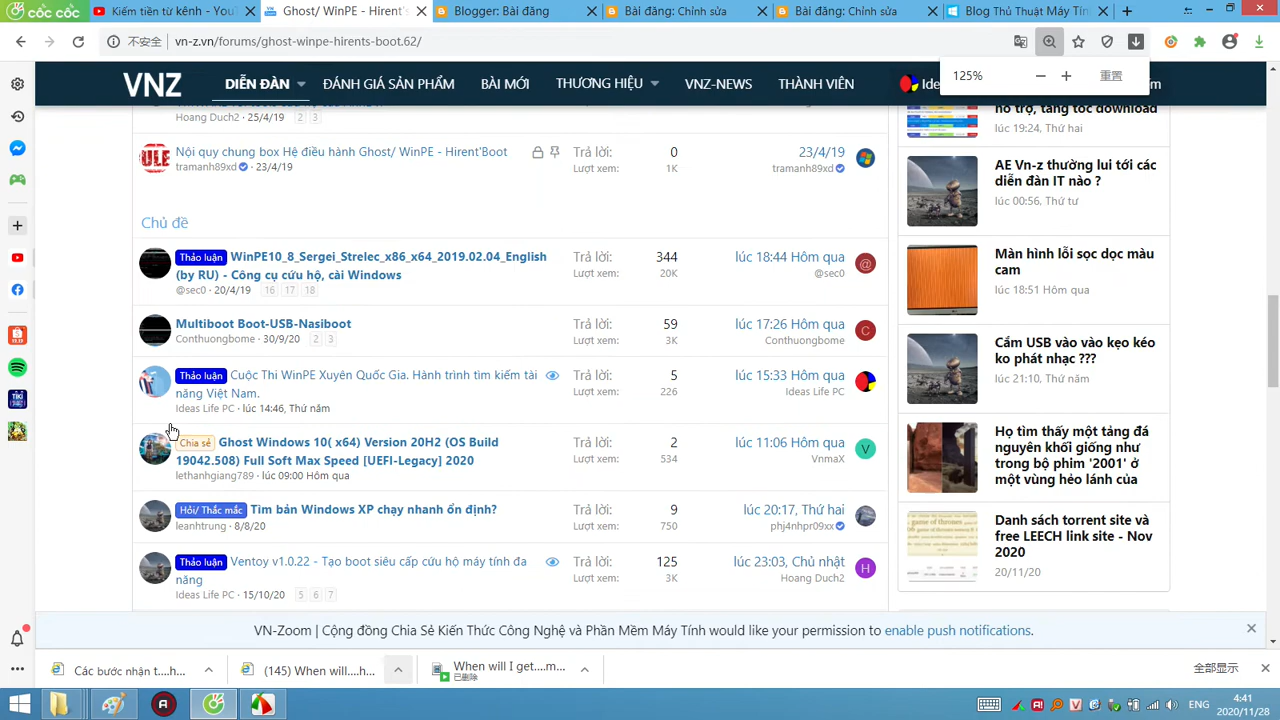 cốc cốc
Kiếm tiền từ kênh - You
Ghost/ WinPE - Hirent's
Blogger: Bài đăng
Bài đăng: Chỉnh sửa
Bài đăng: Chỉnh sửa
Blog Thủ Thuật Máy Tín
不安全
vn-z.vn/forums/ghost-winpe-hirents-boot.62/
125%
重置
VNZ
DIỄN ĐÀN
ĐÁNH GIÁ SẢN PHẨM
BÀI MỚI
THƯƠNG HIỆU
VNZ-NEWS
THÀNH VIÊN
Hoang Duch2 · 25/4/19 2 3
Nội quy chung box Hệ điều hành Ghost/ WinPE - Hirent'Boot
tramanh89xd · 23/4/19
Trả lời: 0
Lượt xem: 1K
23/4/19
tramanh89xd
Chủ đề
Thảo luận WinPE10_8_Sergei_Strelec_x86_x64_2019.02.04_English
(by RU) - Công cụ cứu hộ, cài Windows
@sec0 · 20/4/19 16 17 18
Trả lời: 344
Lượt xem: 20K
lúc 18:44 Hôm qua
@sec0
@
Multiboot Boot-USB-Nasiboot
Conthuongbome · 30/9/20 2 3
Trả lời: 59
Lượt xem: 3K
lúc 17:26 Hôm qua
Conthuongbome
C
Thảo luận Cuộc Thi WinPE Xuyên Quốc Gia. Hành trình tìm kiếm tài
năng Việt Nam.
Ideas Life PC · lúc 14:46, Thứ năm
Trả lời: 5
Lượt xem: 226
lúc 15:33 Hôm qua
Ideas Life PC
Chia sẻ Ghost Windows 10( x64) Version 20H2 (OS Build
19042.508) Full Soft Max Speed [UEFI-Legacy] 2020
lethanhgiang789 · lúc 09:00 Hôm qua
Trả lời: 2
Lượt xem: 534
lúc 11:06 Hôm qua
VnmaX
V
Hỏi/ Thắc mắc Tìm bản Windows XP chạy nhanh ổn định?
leanhtrung · 8/8/20
Trả lời: 9
Lượt xem: 750
lúc 20:17, Thứ hai
phj4nhpr09xx
Thảo luận Ventoy v1.0.22 - Tạo boot siêu cấp cứu hộ máy tính đa
năng
Ideas Life PC · 15/10/20 5 6 7
Trả lời: 125
Lượt xem: 3K
lúc 23:03, Chủ nhật
Hoang Duch2
H
hỗ trợ, tăng tốc download
lúc 19:24, Thứ hai
AE Vn-z thường lui tới các
diễn đàn IT nào ?
lúc 00:56, Thứ tư
Màn hình lỗi sọc dọc màu
cam
lúc 18:51 Hôm qua
Cắm USB vào vào kẹo kéo
ko phát nhạc ???
lúc 21:10, Thứ năm
Họ tìm thấy một tảng đá
nguyên khối giống như
trong bộ phim '2001' ở
một vùng hẻo lánh của
Danh sách torrent site và
free LEECH link site - Nov
2020
20/11/20
VN-Zoom | Cộng đồng Chia Sẻ Kiến Thức Công Nghệ và Phần Mềm Máy Tính would like your permission to enable push notifications.
Các bước nhận t....h...
(145) When will....h...
When will I get....m...
已删除
全部显示
ENG
4:41
2020/11/28